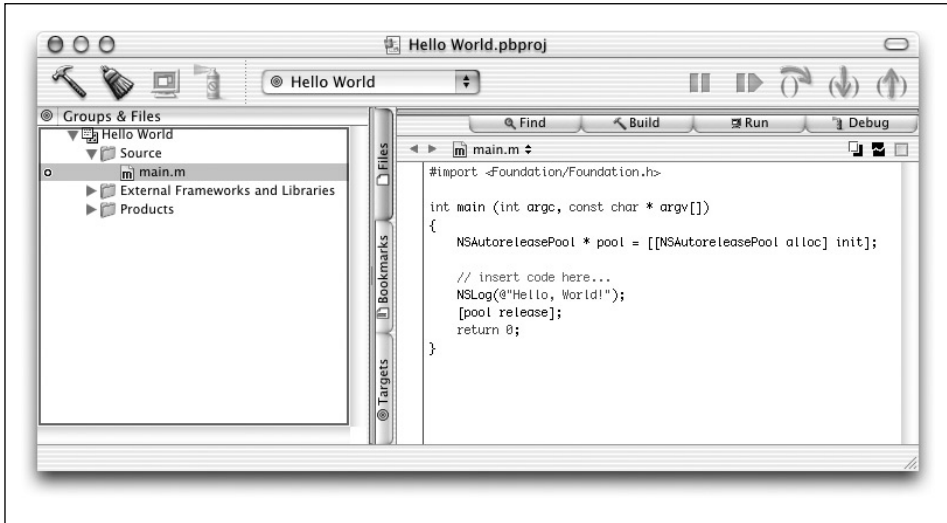 Hello World.pbproj
Hello World
Groups & Files
Hello World
Source
main.m
External Frameworks and Libraries
Products
Files
Bookmarks
Targets
Find
Build
Run
Debug
main.m
#import <Foundation/Foundation.h>
int main (int argc, const char * argv[])
{
NSAutoreleasePool * pool = [[NSAutoreleasePool alloc] init];
// insert code here...
NSLog(@"Hello, World!");
[pool release];
return 0;
}